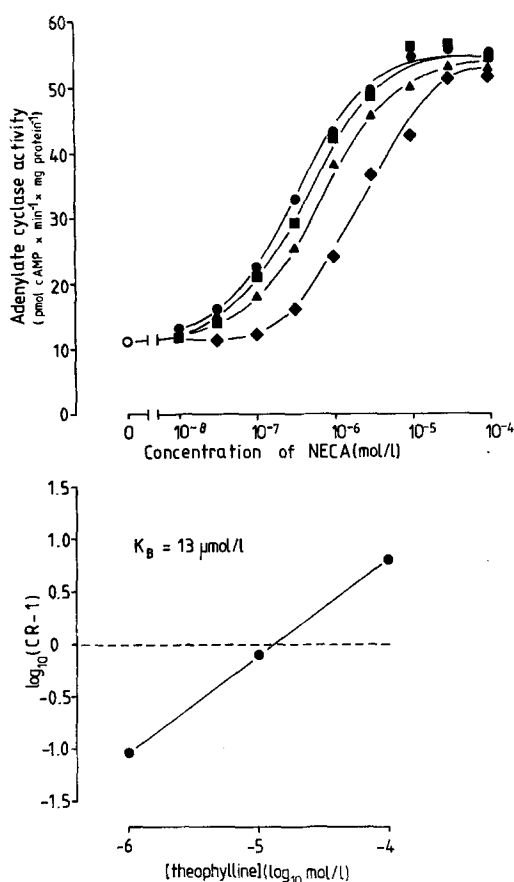 60
50
40
30
20
10
0
Adenylate cyclase activity
(pmol cAMP × min⁻¹ × mg protein⁻¹)
0 10⁻⁸ 10⁻⁷ 10⁻⁶ 10⁻⁵ 10⁻⁴
Concentration of NECA(mol/l)
1.5
1.0
0.5
0
-0.5
-1.0
-1.5
log₁₀(CR-1)
K_B = 13 μmol/l
-6 -5 -4
[theophylline](log₁₀ mol/l)